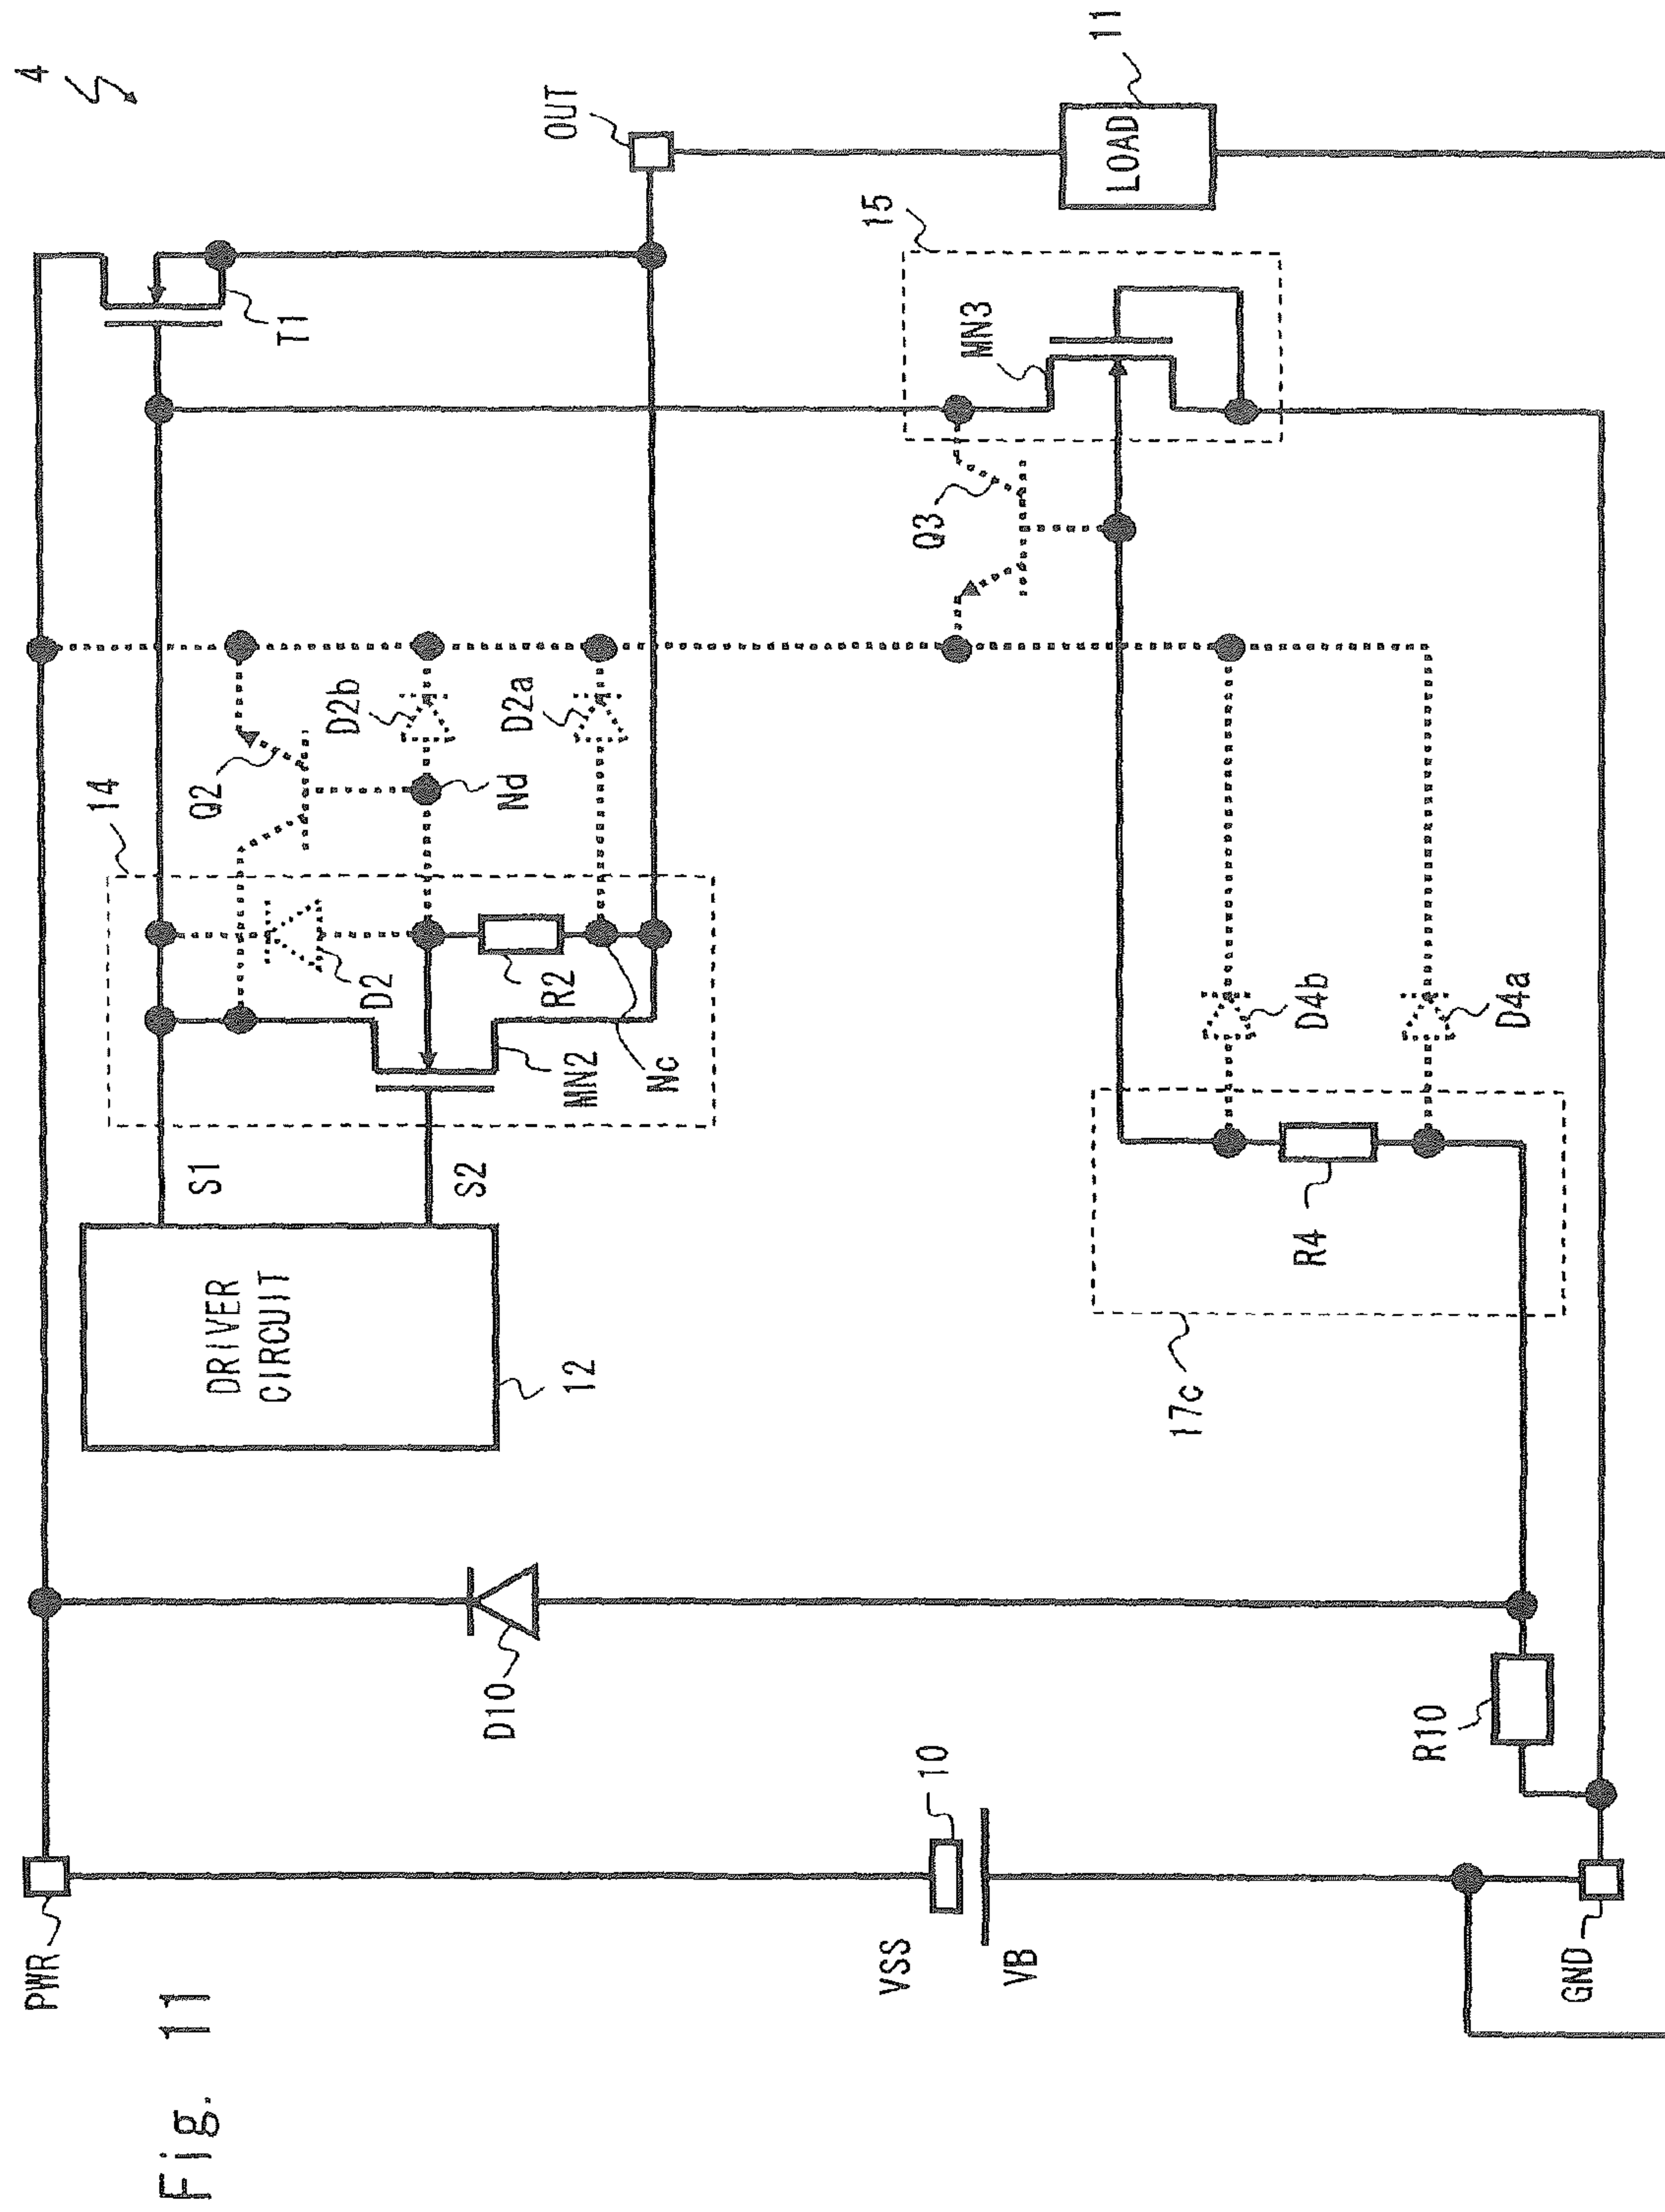 Fig. 11
4
PWR
OUT
T1
14
Q2
D2b
Nd
D2a
D2
R2
MN2
Nc
S1
S2
DRIVER
CIRCUIT
12
D10
VSS
10
VB
15
MN3
Q3
LOAD
11
D4b
D4a
R4
17c
R10
GND